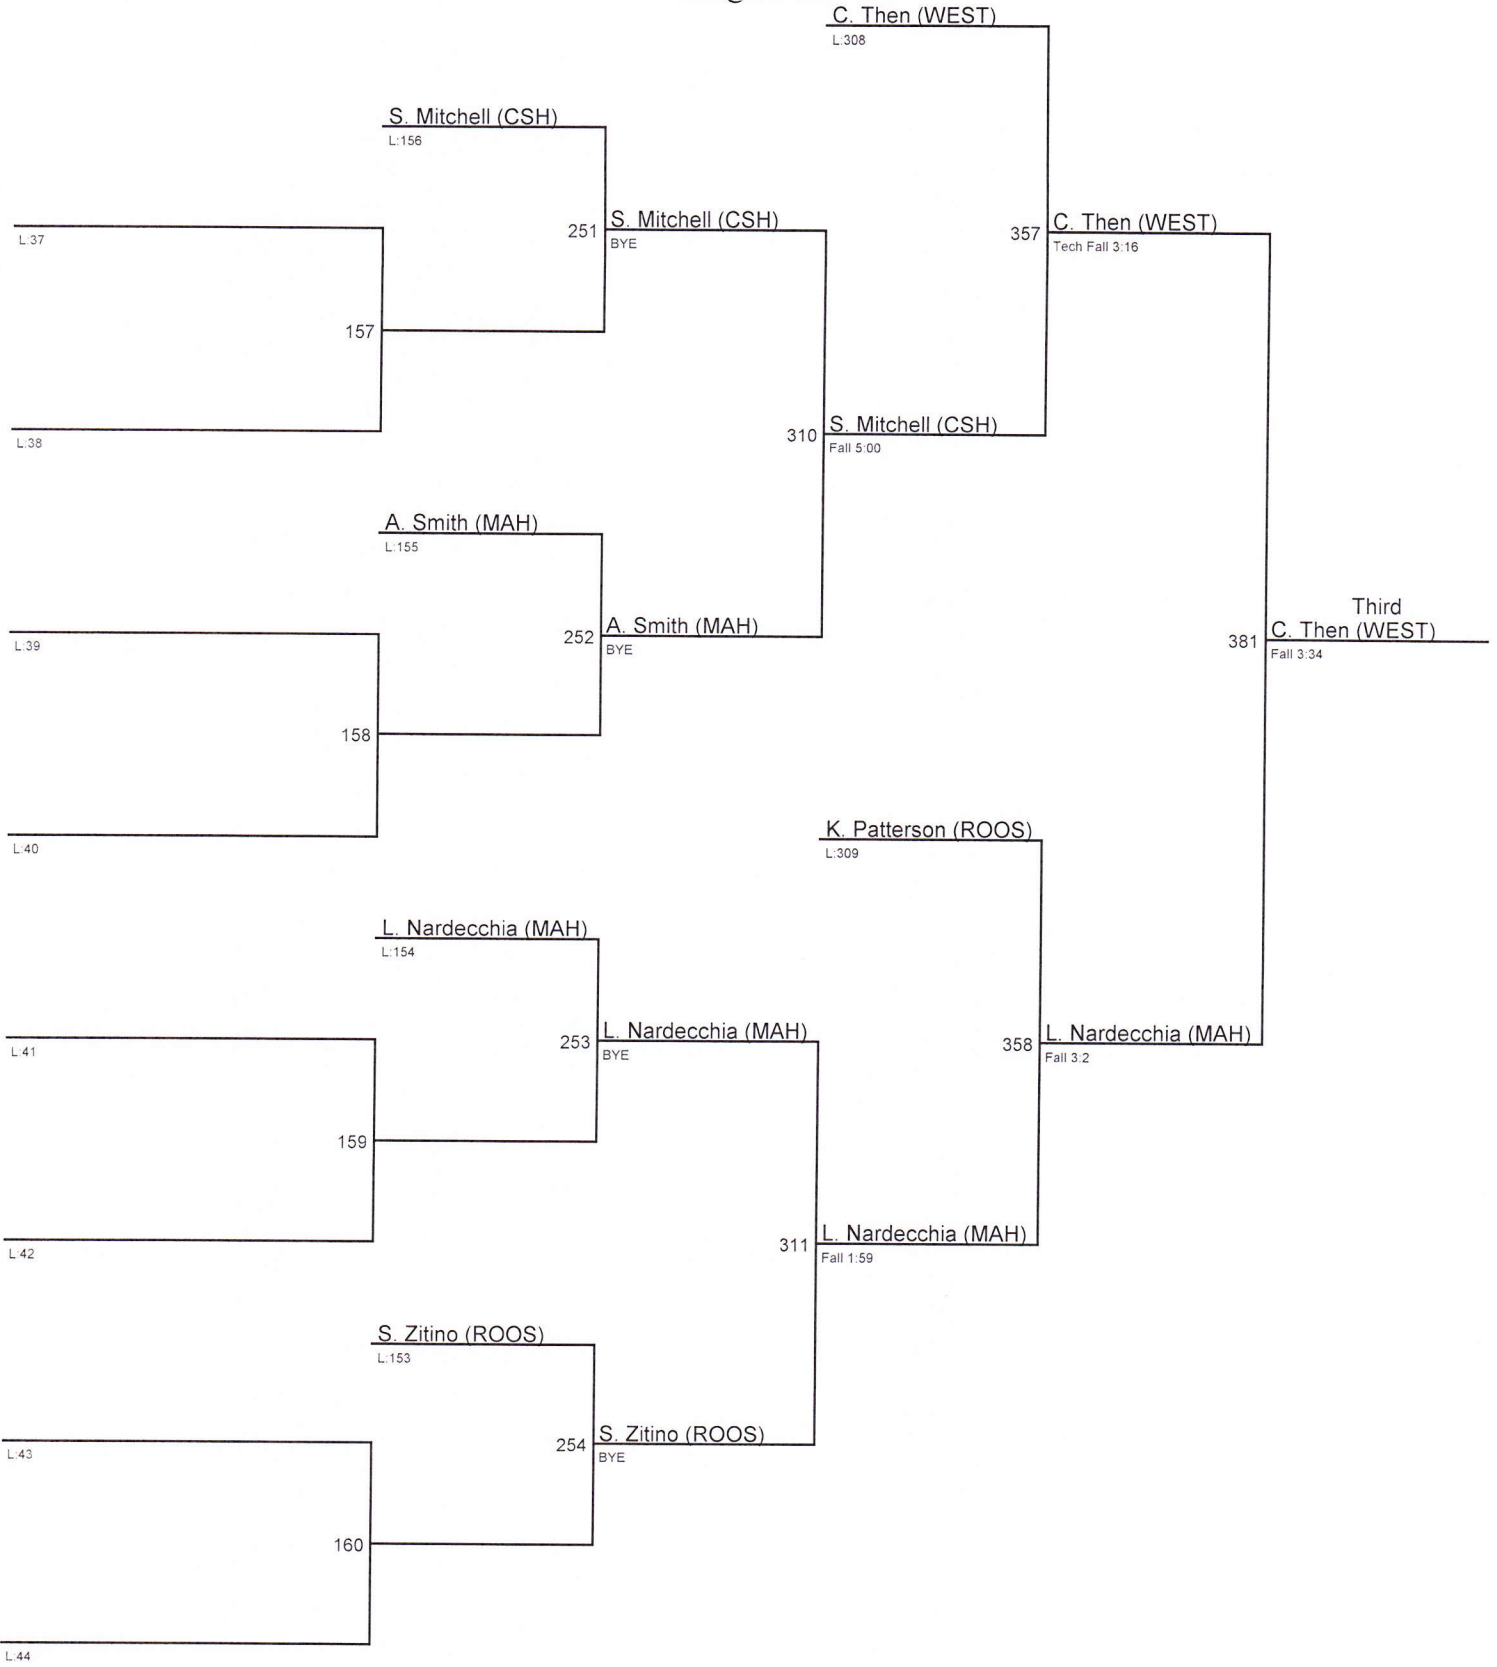 C. Then (WEST)
L:308
S. Mitchell (CSH)
L:156
L:37
251
S. Mitchell (CSH)
BYE
357
C. Then (WEST)
Tech Fall 3:16
157
L:38
310
S. Mitchell (CSH)
Fall 5:00
A. Smith (MAH)
L:155
L:39
252
A. Smith (MAH)
BYE
Third
381
C. Then (WEST)
Fall 3:34
158
L:40
K. Patterson (ROOS)
L:309
L. Nardecchia (MAH)
L:154
L:41
253
L. Nardecchia (MAH)
BYE
358
L. Nardecchia (MAH)
Fall 3:2
159
L:42
311
L. Nardecchia (MAH)
Fall 1:59
S. Zitino (ROOS)
L:153
L:43
254
S. Zitino (ROOS)
BYE
160
L:44